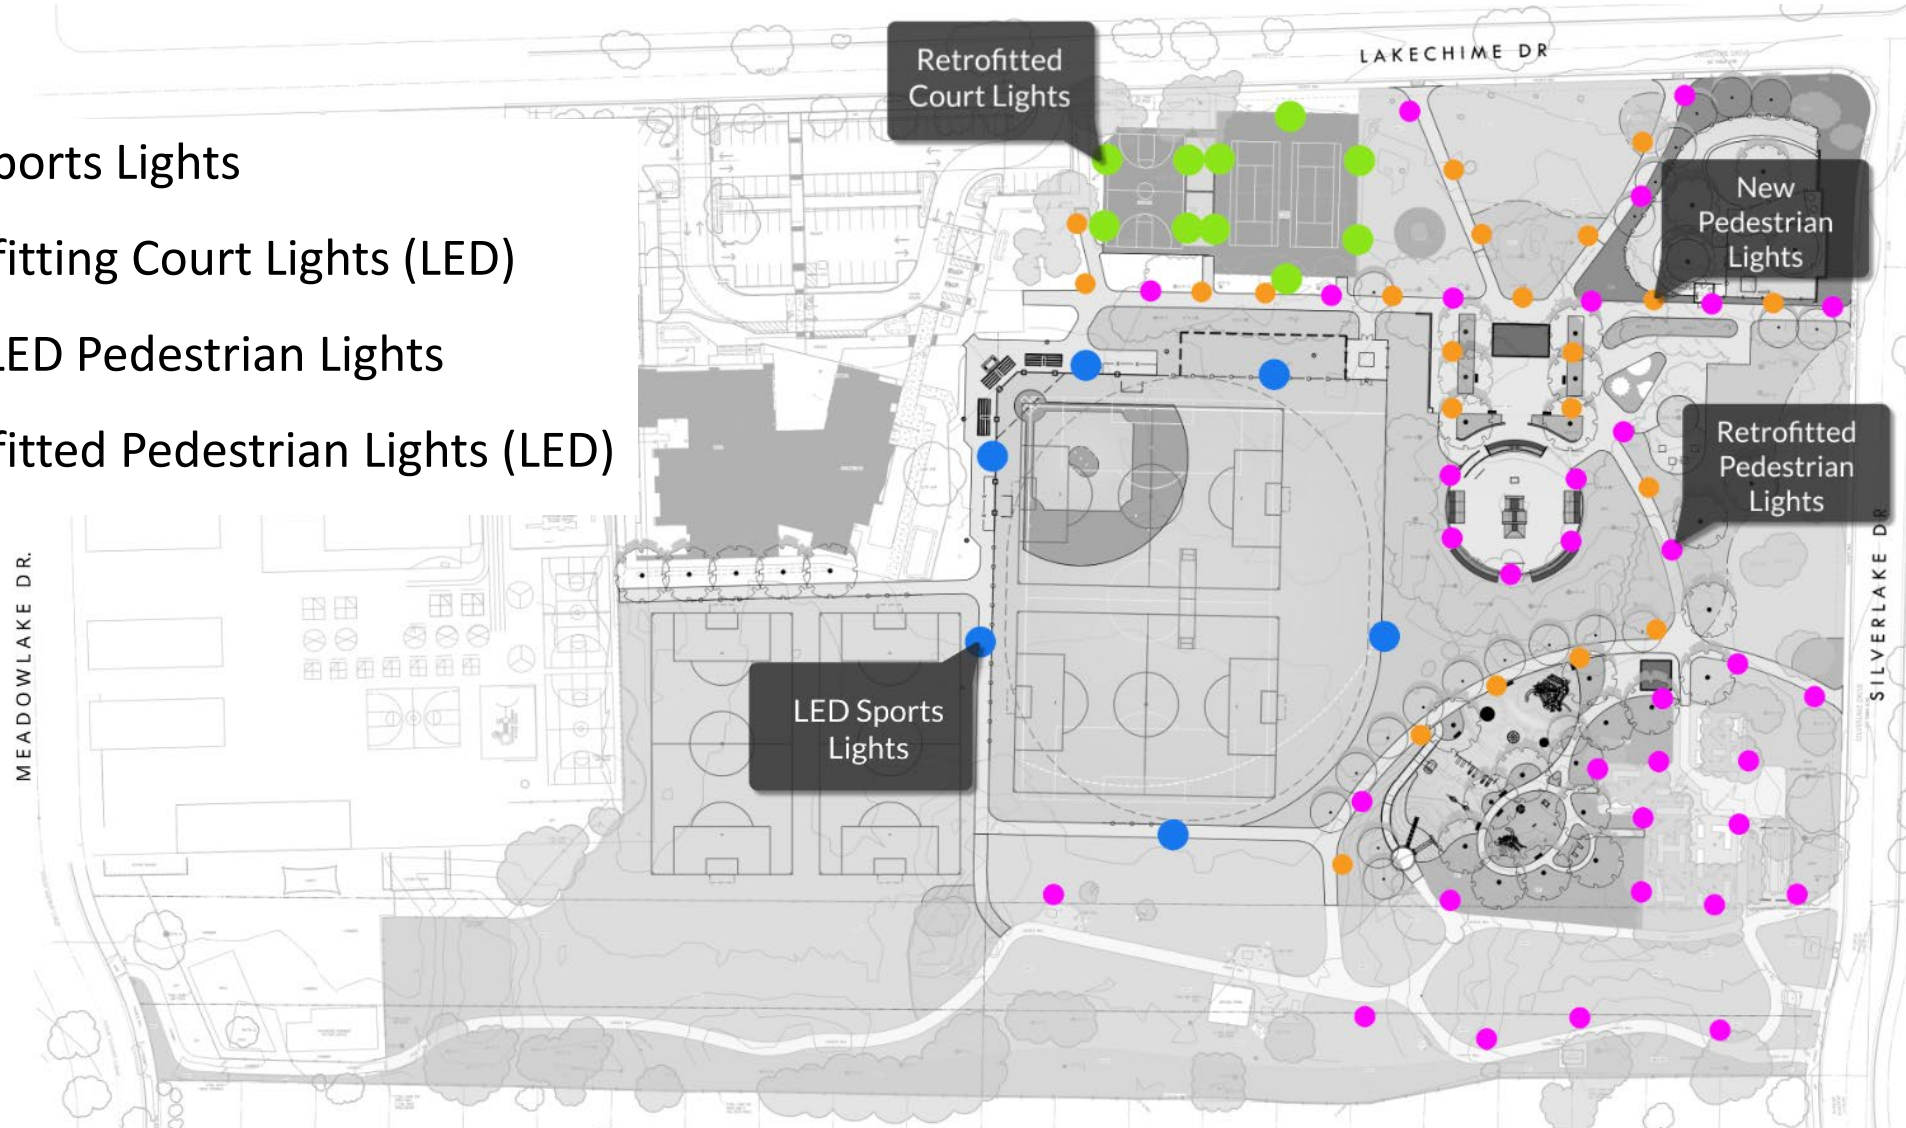 ports Lights
fitting Court Lights (LED)
LED Pedestrian Lights
fitted Pedestrian Lights (LED)
Retrofitted
Court Lights
LAKECHIME DR
New
Pedestrian
Lights
Retrofitted
Pedestrian
Lights
LED Sports
Lights
MEADOWLAKE DR.
SILVERLAKE DR